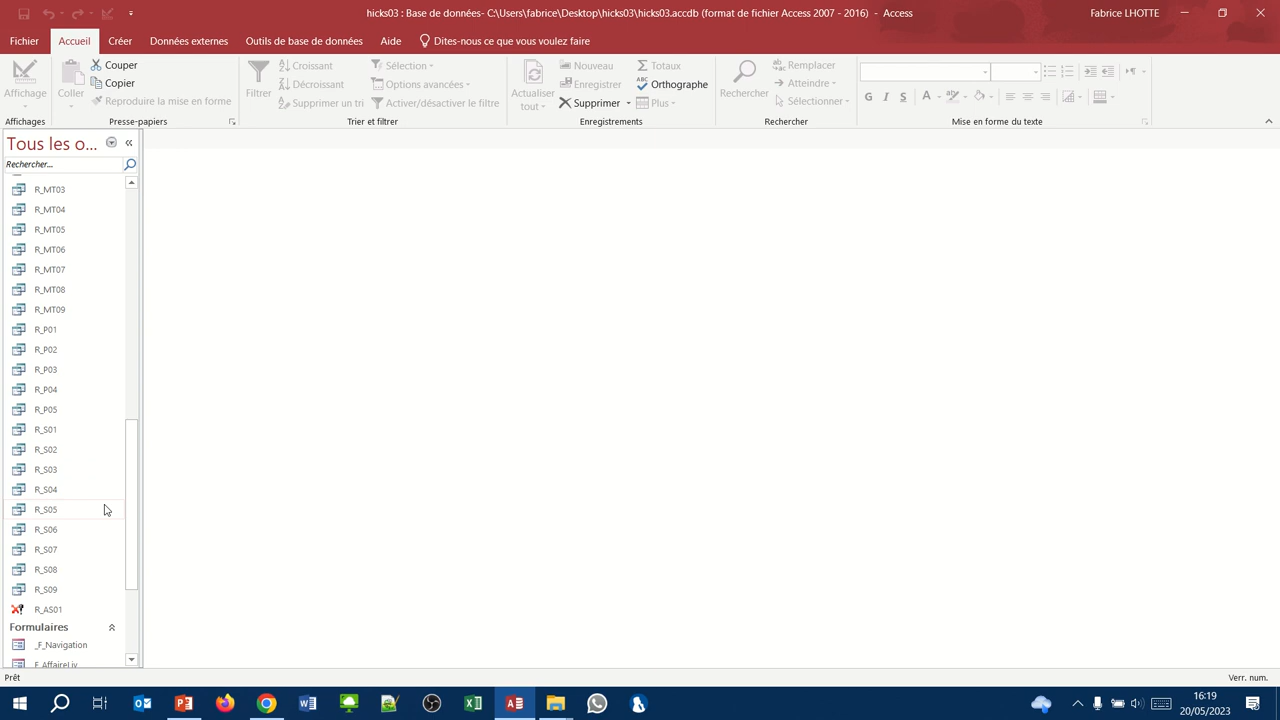 hicks03 : Base de données- C:\Users\fabrice\Desktop\hicks03\hicks03.accdb (format de fichier Access 2007 - 2016) - Access
Fabrice LHOTTE
Fichier
Accueil
Créer
Données externes
Outils de base de données
Aide
Dites-nous ce que vous voulez faire
Affichage
Coller
Couper
Copier
Reproduire la mise en forme
Filtrer
Croissant
Décroissant
Supprimer un tri
Sélection
Options avancées
Activer/désactiver le filtre
Actualiser
tout
Nouveau
Enregistrer
Supprimer
Totaux
Orthographe
Plus
Rechercher
Remplacer
Atteindre
Sélectionner
G I S A
Affichages
Presse-papiers
Trier et filtrer
Enregistrements
Rechercher
Mise en forme du texte
Tous les o...
Rechercher...
R_MT03
R_MT04
R_MT05
R_MT06
R_MT07
R_MT08
R_MT09
R_P01
R_P02
R_P03
R_P04
R_P05
R_S01
R_S02
R_S03
R_S04
R_S05
R_S06
R_S07
R_S08
R_S09
R_AS01
Formulaires
_F_Navigation
F_AffaireLiv
Prêt
Verr. num.
16:19
20/05/2023